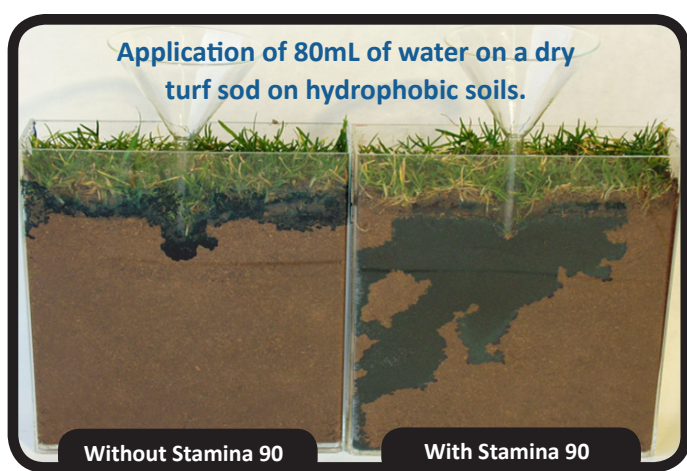 Application of 80mL of water on a dry
turf sod on hydrophobic soils.
Without Stamina 90
With Stamina 90